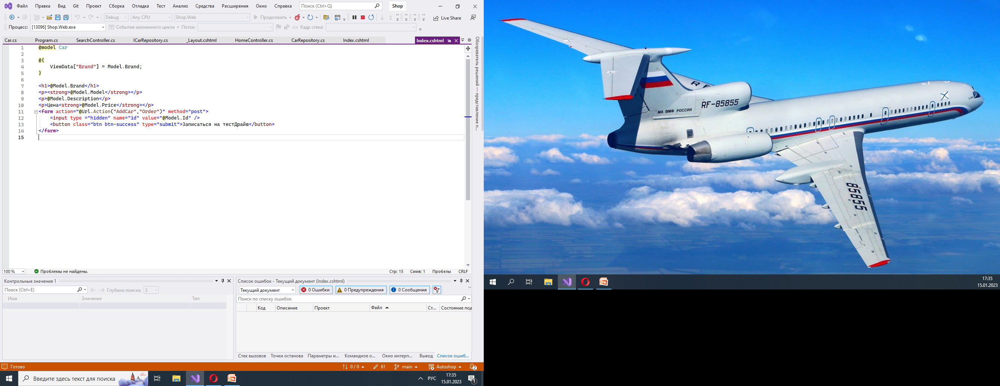 Файл Правка Вид Git Проект Сборка Отладка Тест Анализ Средства Расширения Окно Справка Поиск (Ctrl+Q) Shop
Debug Any CPU Shop.Web Продолжить Live Share
Процесс: [13096] Shop.Web.exe События жизненного цикла Поток: Кадр стека:
Car.cs Program.cs SearchController.cs ICarRepository.cs _Layout.cshtml HomeController.cs CarRepository.cs Index.cshtml Index.cshtml
1 @model Car
2
3 @{
4 ViewData["Brand"] = Model.Brand;
5 }
6
7 <h1>@Model.Brand</h1>
8 <p><strong>@Model.Model</strong></p>
9 <p>@Model.Description</p>
10 <p>Цена<strong>@Model.Price</strong></p>
11 <form action="@Url.Action("AddCar","Order")" method="post">
12 <input type ="hidden" name="id" value="@Model.Id" />
13 <button class="btn btn-success" type="submit">Записаться на тестДрайв</button>
14 </form>
15
Обозреватель решений — представление п...
100 % Проблемы не найдены. Стр: 15 Симв: 1 Пробелы CRLF
Контрольные значения 1
Поиск (Ctrl+E) Глубина поиска: 3
Имя Значение Тип
Список ошибок - Текущий документ (Index.cshtml)
Текущий документ 0 Ошибки 0 Предупреждения 0 Сообщения
Поиск по списку ошибок
Код Описание Проект Файл Ст... Состояние под
Стек вызовов Точки останова Параметры и... Командное о... Окно интерп... Вывод Список ошиб...
Готово 0 / 0 61 main Autoshop 2
Введите здесь текст для поиска РУС 17:35
15.01.2023 1
RF-85855
МА ВМФ РОССИИ
85855
17:35
15.01.2023